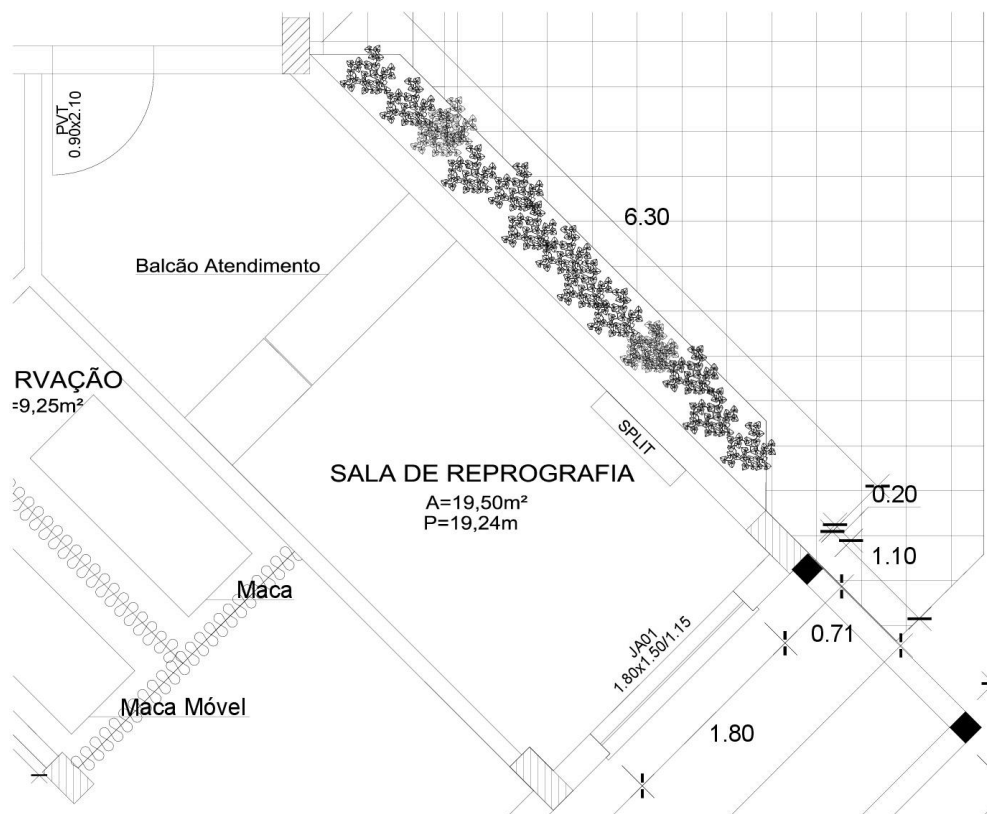 PVT
0.90x2.10
6.30
Balcão Atendimento
RVAÇÃO
=9,25m²
SPLIT
SALA DE REPROGRAFIA
A=19,50m²
P=19,24m
0.20
1.10
Maca
0.71
JA01
1.80x1.50/1.15
Maca Móvel
1.80